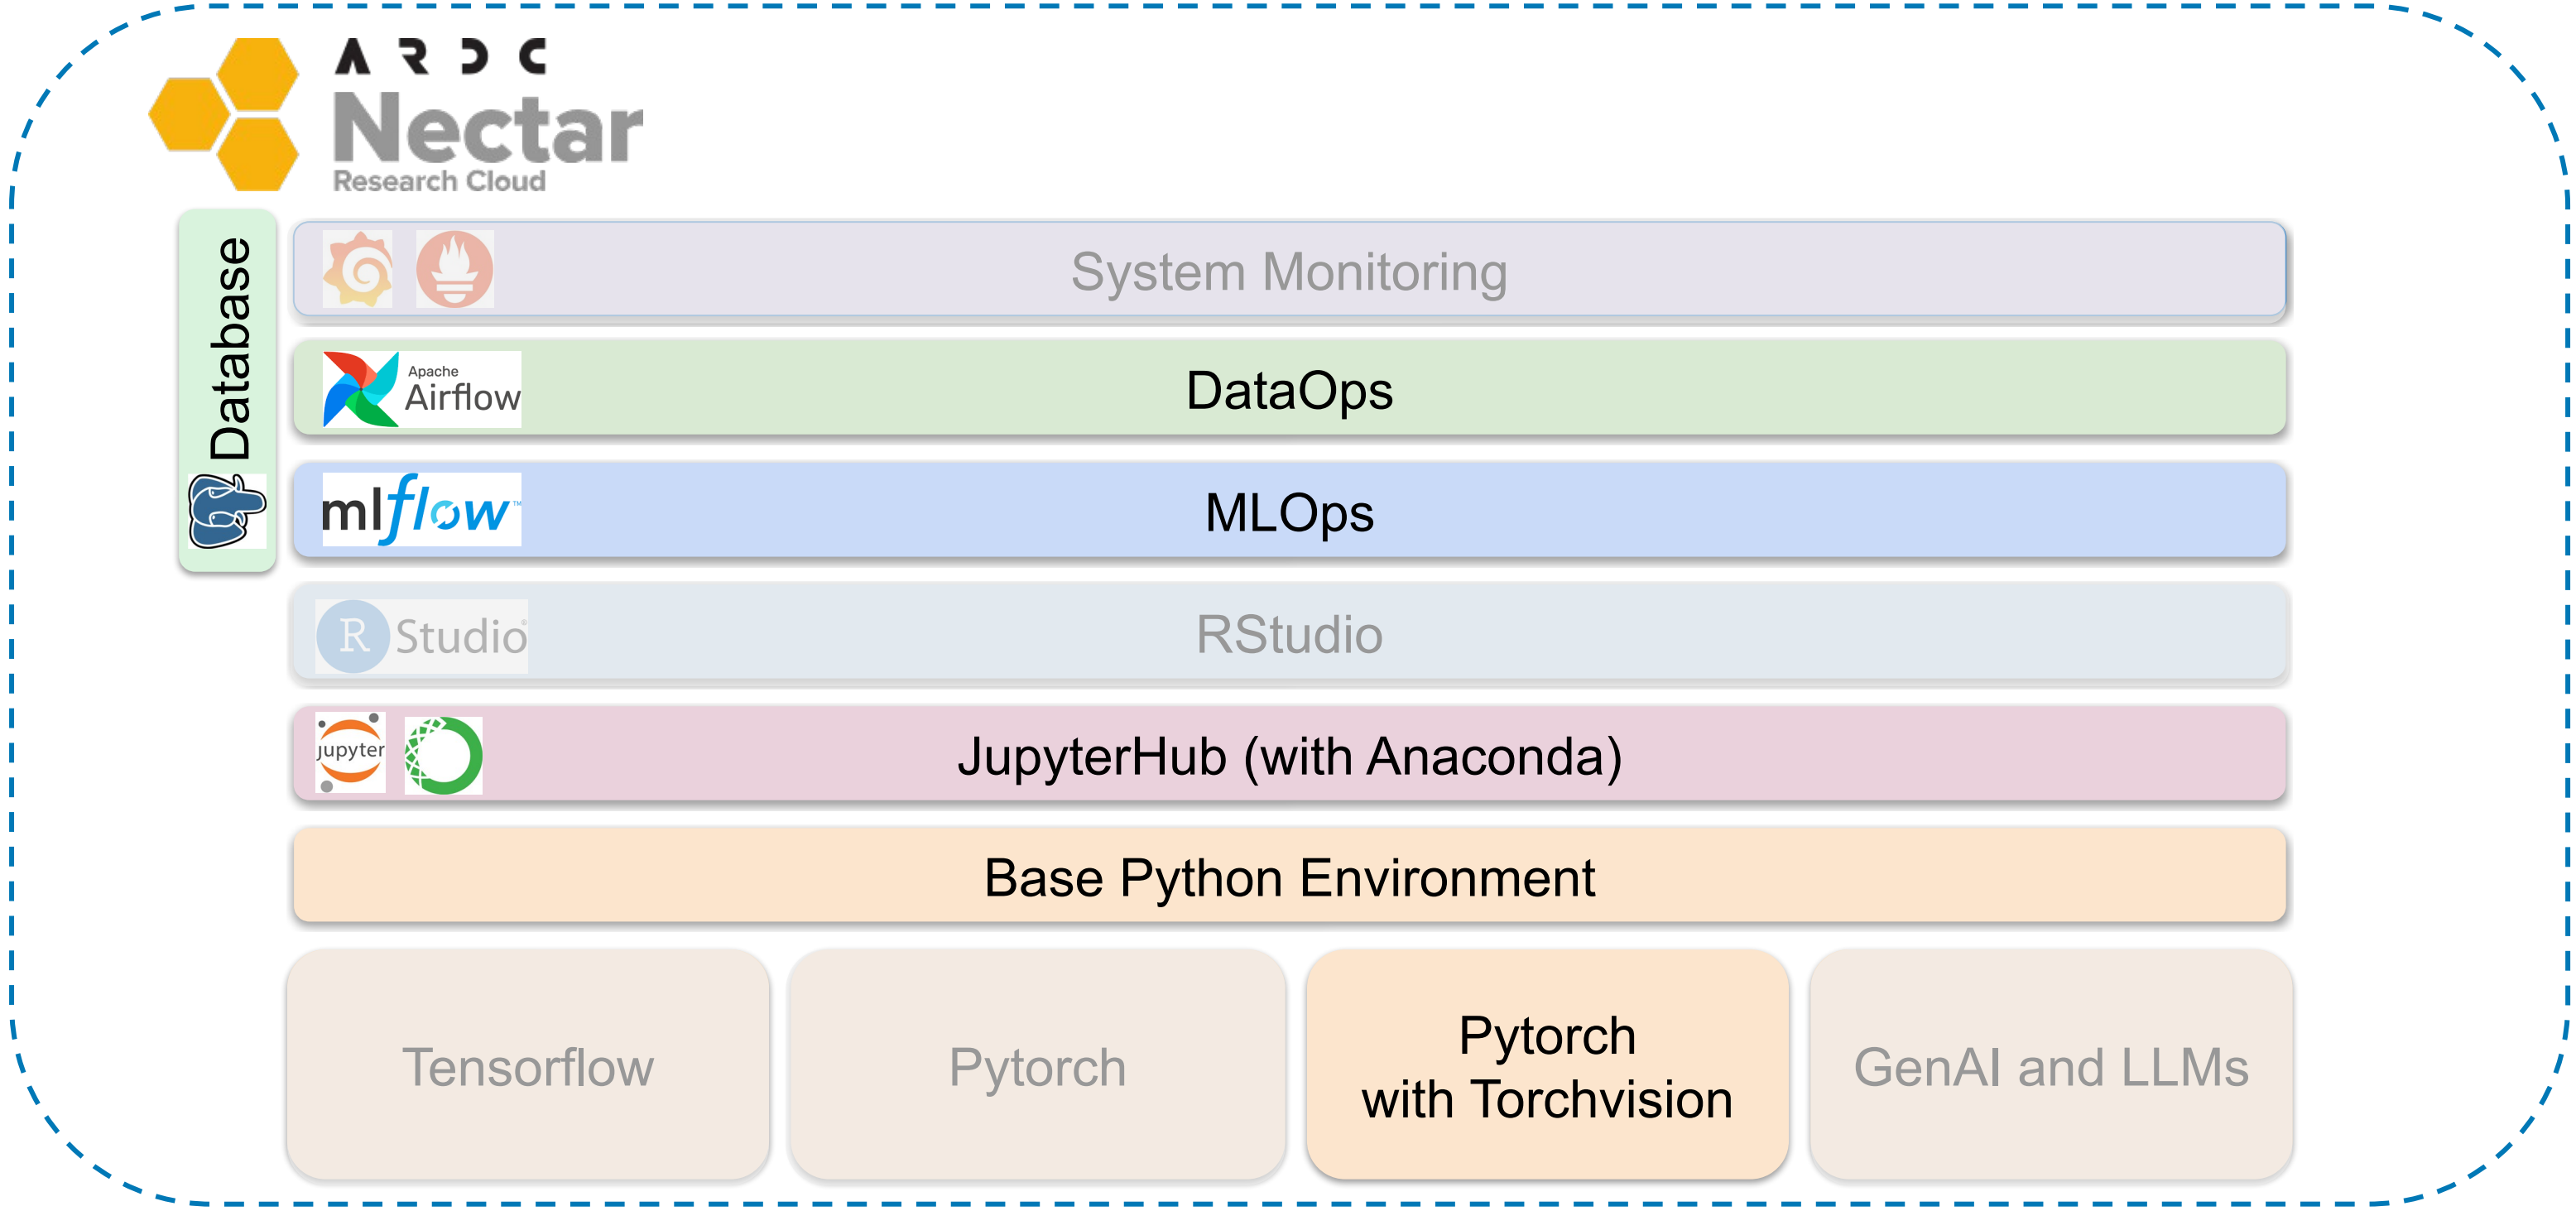 ARDC
Nectar
Research Cloud
Database
System Monitoring
Apache
Airflow
DataOps
mlflow™
MLOps
R Studio®
RStudio
Jupyter
JupyterHub (with Anaconda)
Base Python Environment
Tensorflow
Pytorch
Pytorch
with Torchvision
GenAI and LLMs